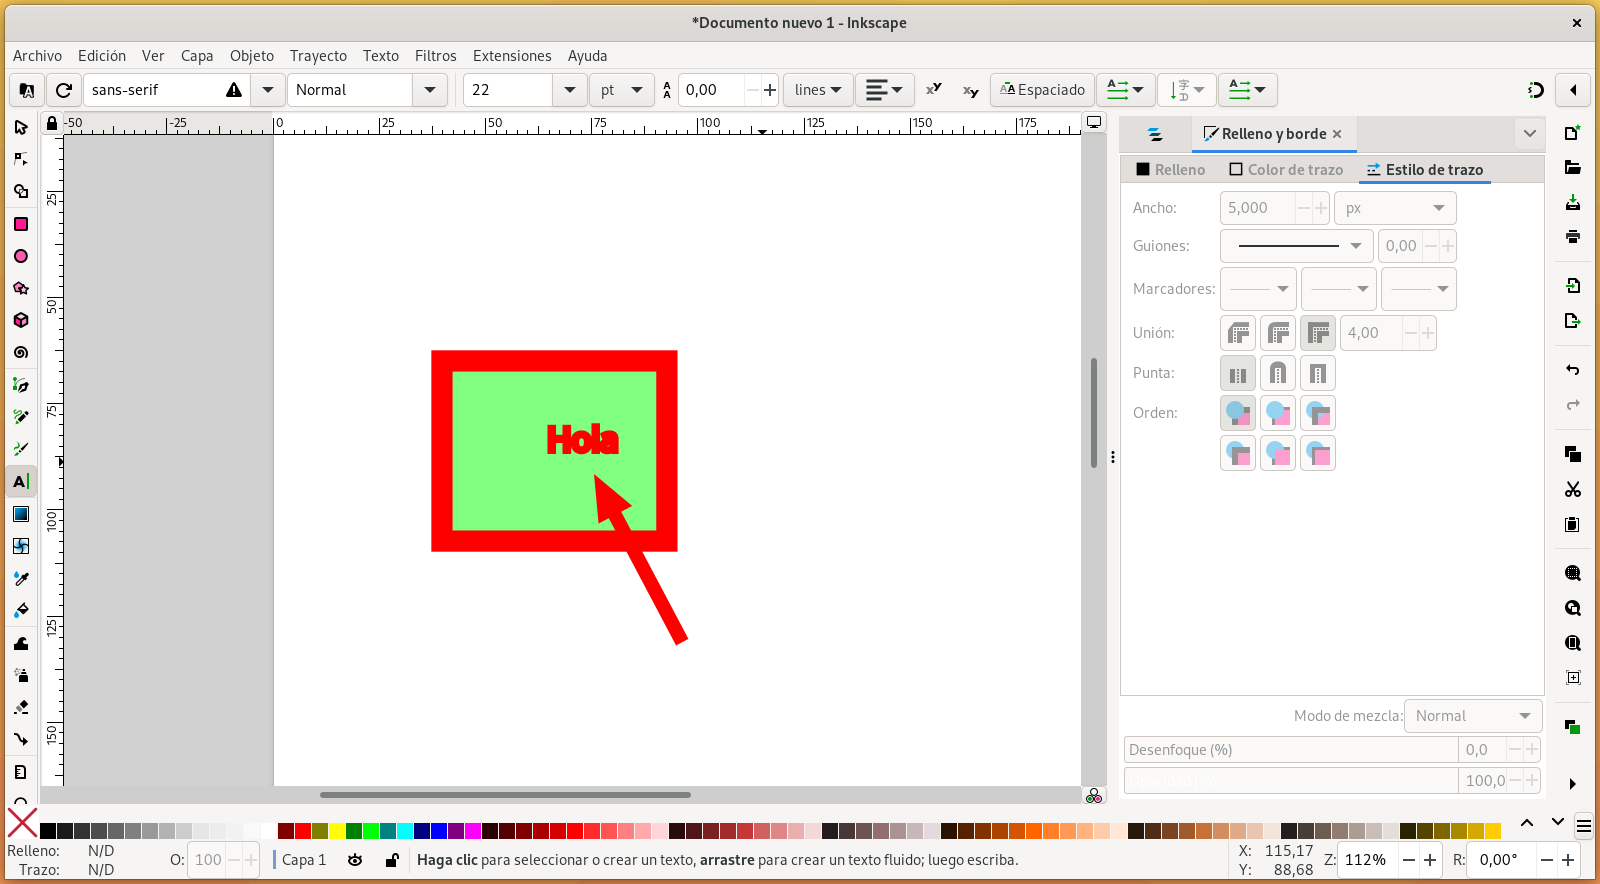 *Documento nuevo 1 - Inkscape
Archivo Edición Ver Capa Objeto Trayecto Texto Filtros Extensiones Ayuda
sans-serif Normal 22 pt 0,00 lines Espaciado
-50 -25 0 25 50 75 100 125 150 175
Relleno y borde
Relleno Color de trazo Estilo de trazo
Ancho: 5,000 px
Guiones: 0,00
Marcadores:
Unión: 4,00
Punta:
Orden:
25
50
75
100
125
150
Hola
Modo de mezcla: Normal
Desenfoque (%) 0,0
Opacidad (%) 100,0
Relleno: N/D
Trazo: N/D
O: 100
Capa 1
Haga clic para seleccionar o crear un texto, arrastre para crear un texto fluido; luego escriba.
X: 115,17
Y: 88,68
Z: 112%
R: 0,00°